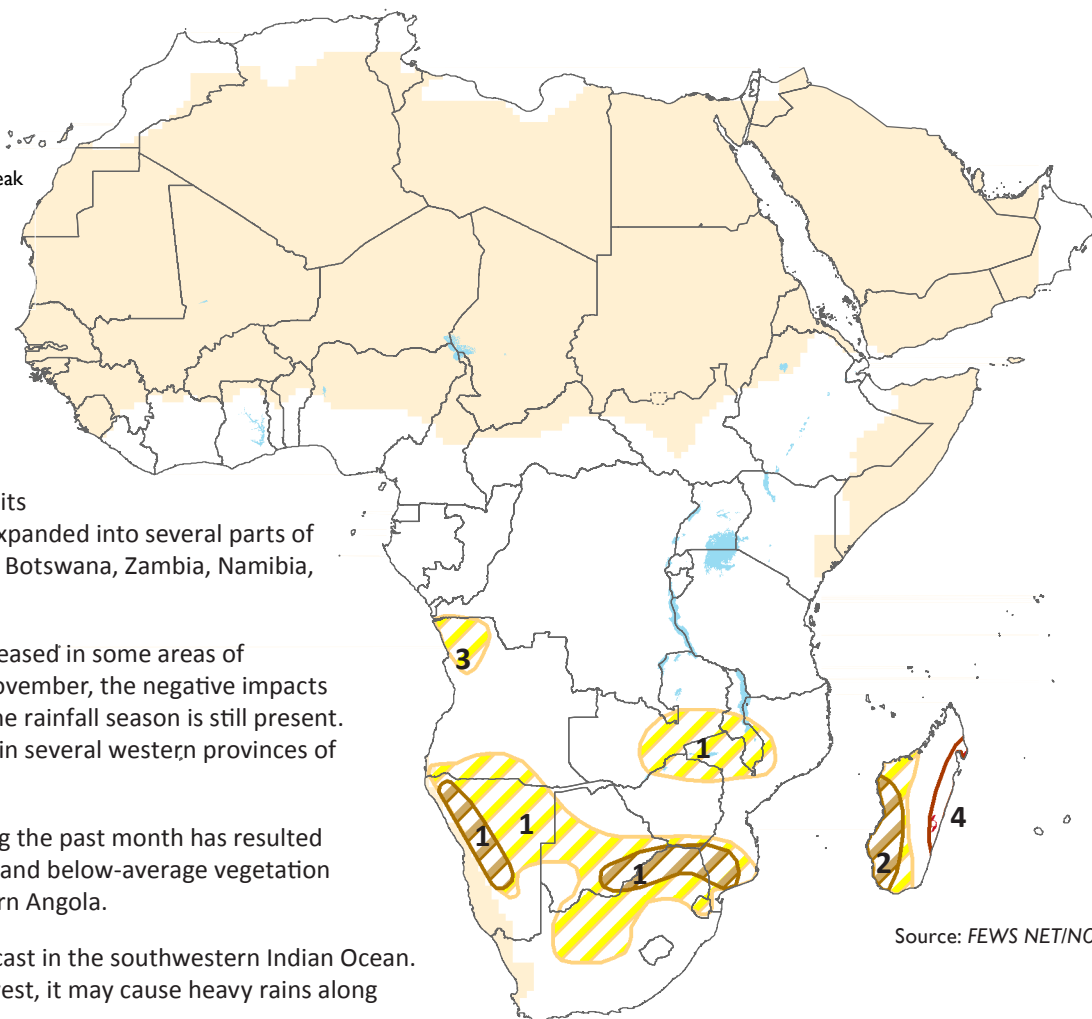 eak
its
xpanded into several parts of
Botswana, Zambia, Namibia,
eased in some areas of
ovember, the negative impacts
ne rainfall season is still present.
in several western provinces of
g the past month has resulted
and below-average vegetation
rn Angola.
cast in the southwestern Indian Ocean.
est, it may cause heavy rains along
3
1
1
1
1
2
4
Source: FEWS NET/NO